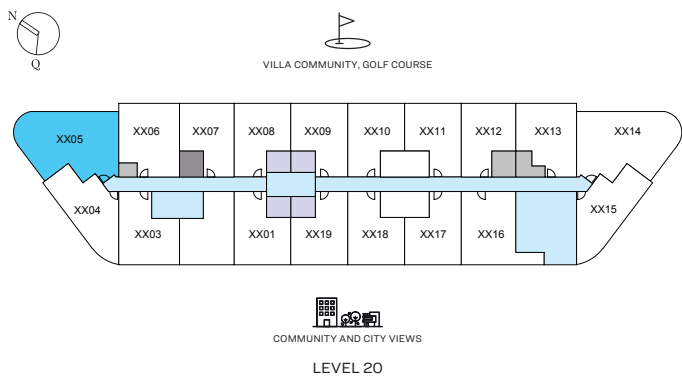 N
Q
VILLA COMMUNITY, GOLF COURSE
XX05
XX06
XX07
XX08
XX09
XX10
XX11
XX12
XX13
XX14
XX04
XX03
XX01
XX19
XX18
XX17
XX16
XX15
COMMUNITY AND CITY VIEWS
LEVEL 20